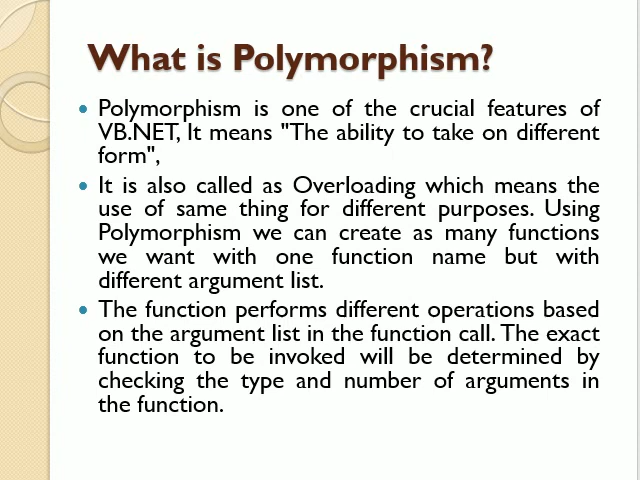 What is Polymorphism?
• Polymorphism is one of the crucial features of
VB.NET, It means "The ability to take on different
form",
• It is also called as Overloading which means the
use of same thing for different purposes. Using
Polymorphism we can create as many functions
we want with one function name but with
different argument list.
• The function performs different operations based
on the argument list in the function call. The exact
function to be invoked will be determined by
checking the type and number of arguments in
the function.